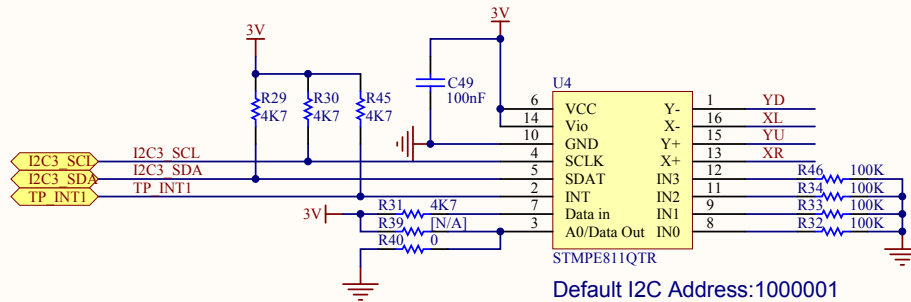 3V
3V
R29
4K7
R30
4K7
R45
4K7
C49
100nF
U4
I2C3_SCL
I2C3_SCL
I2C3_SDA
I2C3_SDA
TP_INT1
TP_INT1
3V
R31
4K7
R39
[N/A]
R40
0
6 VCC Y- 1 YD
14 Vio X- 16 XL
10 GND Y+ 15 YU
4 SCLK X+ 13 XR
5 SDAT IN3 12 R46 100K
2 INT IN2 11 R34 100K
7 Data in IN1 9 R33 100K
3 A0/Data Out IN0 8 R32 100K
STMPE811QTR
Default I2C Address:1000001